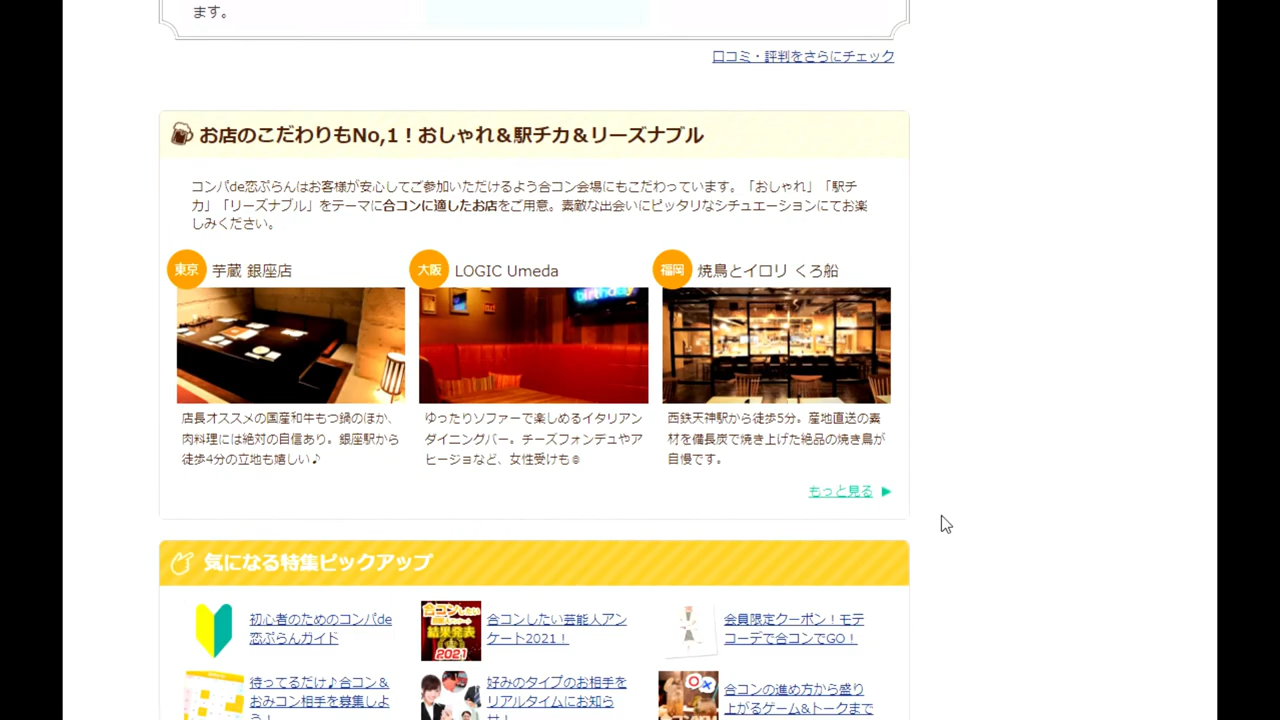 ます。
口コミ・評判をさらにチェック
お店のこだわりもNo,1！おしゃれ＆駅チカ＆リーズナブル
コンパde恋ぷらんはお客様が安心してご参加いただけるよう合コン会場にもこだわっています。「おしゃれ」「駅チ
カ」「リーズナブル」をテーマに合コンに適したお店をご用意。素敵な出会いにピッタリなシチュエーションにてお楽
しみください。
東京 芋蔵 銀座店
大阪 LOGIC Umeda
福岡 焼鳥とイロリ くろ船
birthday
店長オススメの国産和牛もつ鍋のほか、
肉料理には絶対の自信あり。銀座駅から
徒歩4分の立地も嬉しい♪
ゆったりソファーで楽しめるイタリアン
ダイニングバー。チーズフォンデュやア
ヒージョなど、女性受けも◎
西鉄天神駅から徒歩5分。産地直送の素
材を備長炭で焼き上げた絶品の焼き鳥が
自慢です。
もっと見る ▶
気になる特集ピックアップ
初心者のためのコンパde
恋ぷらんガイド
合コンしたい
結果発表
2021
合コンしたい芸能人アン
ケート2021！
会員限定クーポン！モテ
コーデで合コンでGO！
待ってるだけ♪合コン＆
おみコン相手を募集しよ
う！
好みのタイプのお相手を
リアルタイムにお知ら
せ！
合コンの進め方から盛り
上がるゲーム&トークまで